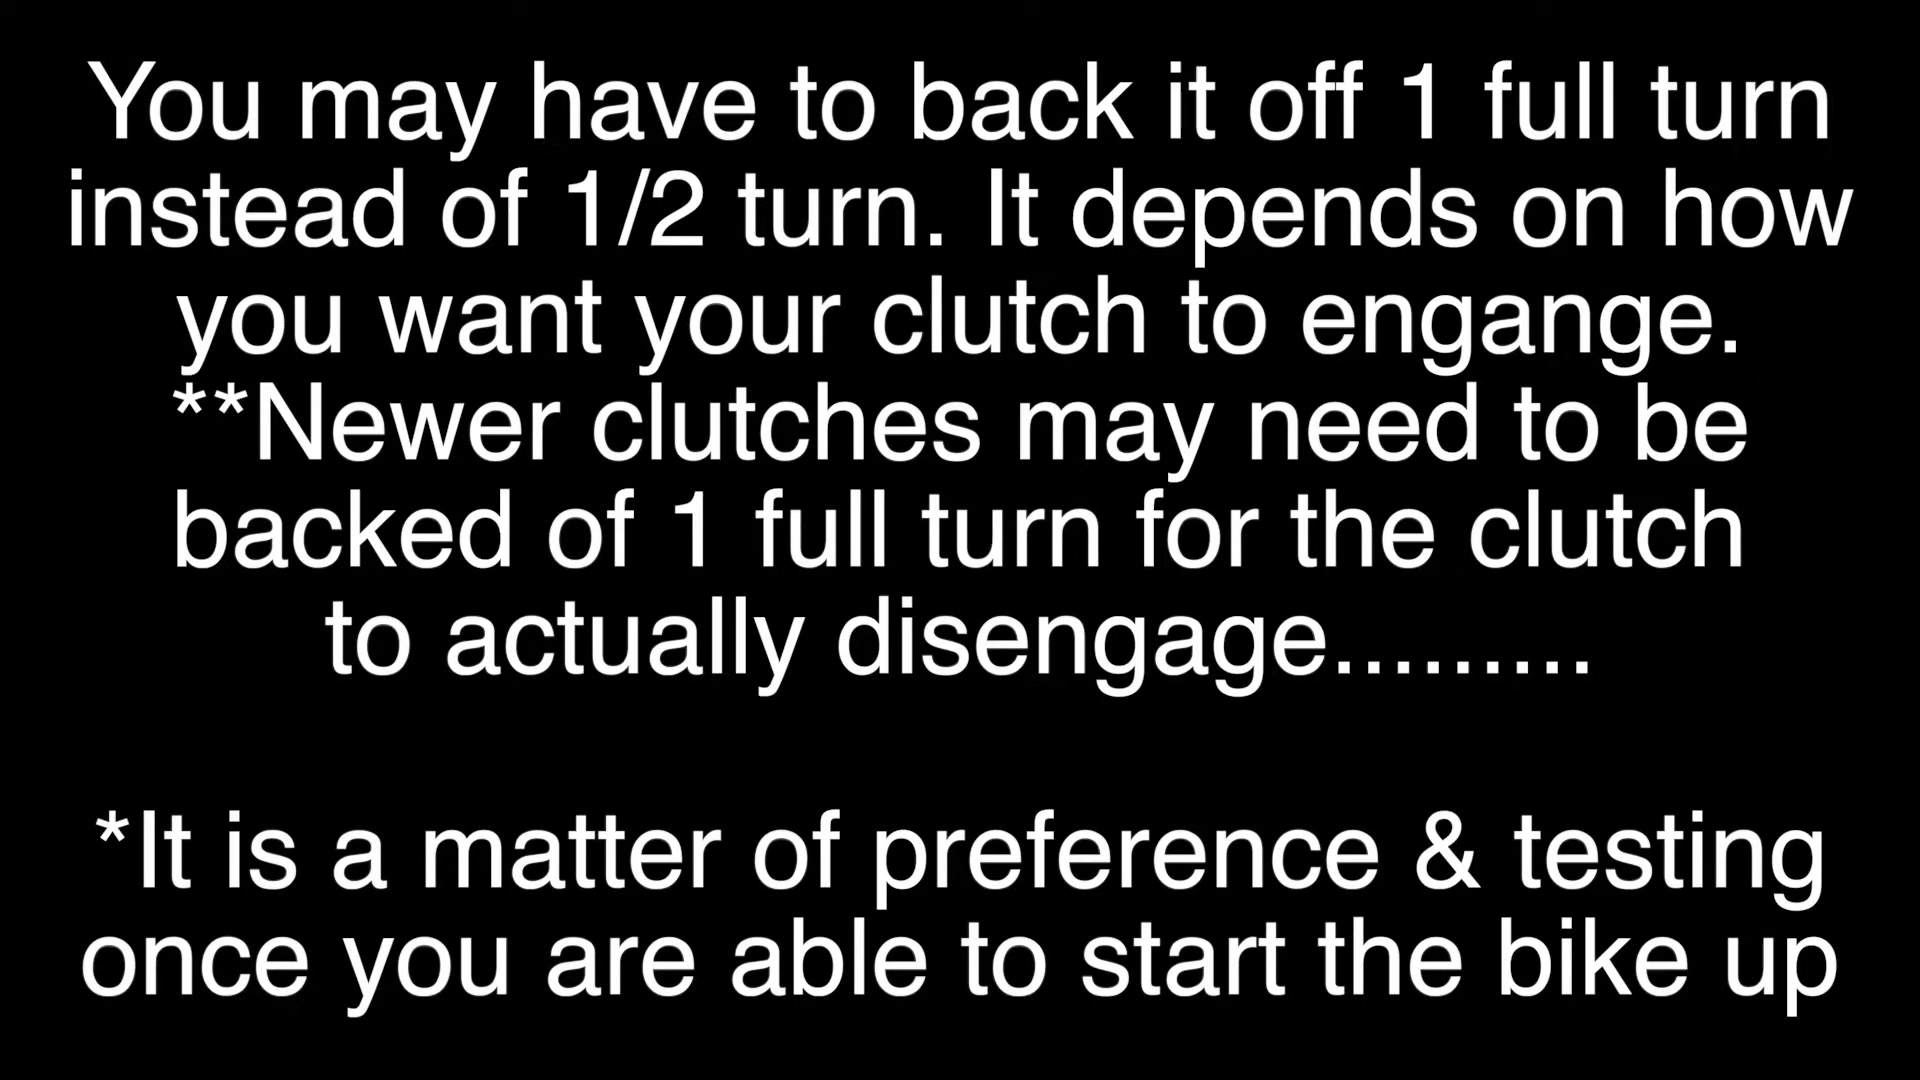 You may have to back it off 1 full turn
instead of 1/2 turn. It depends on how
you want your clutch to engange.
**Newer clutches may need to be
backed of 1 full turn for the clutch
to actually disengage.........
*It is a matter of preference & testing
once you are able to start the bike up